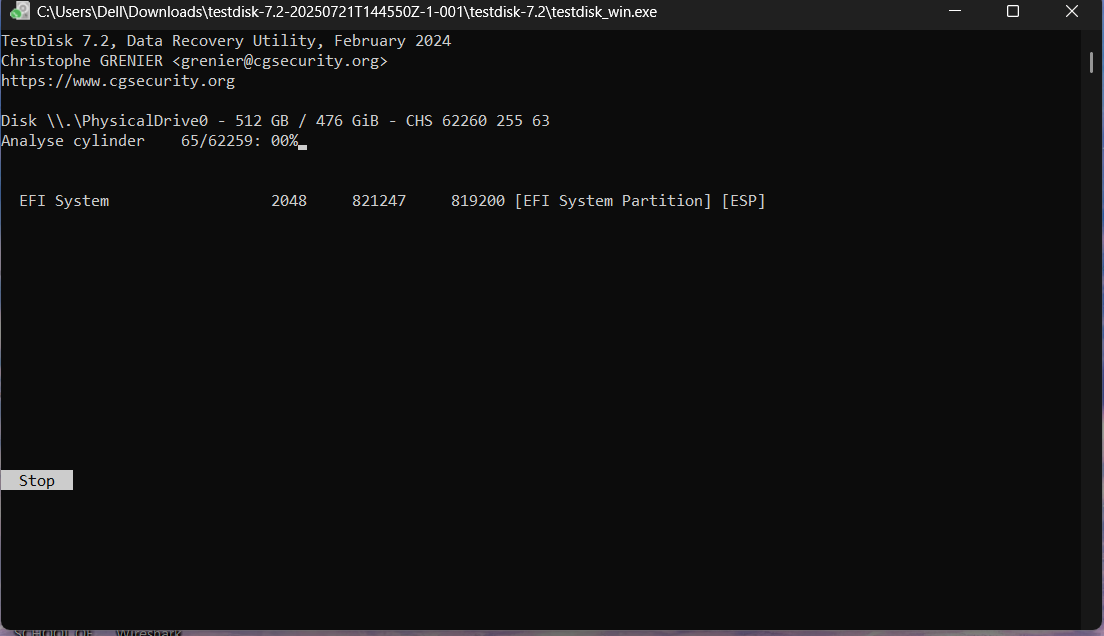 C:\Users\Dell\Downloads\testdisk-7.2-20250721T144550Z-1-001\testdisk-7.2\testdisk_win.exe
TestDisk 7.2, Data Recovery Utility, February 2024
Christophe GRENIER <grenier@cgsecurity.org>
https://www.cgsecurity.org
Disk \\.\PhysicalDrive0 - 512 GB / 476 GiB - CHS 62260 255 63
Analyse cylinder    65/62259: 00%
EFI System                  2048     821247     819200 [EFI System Partition] [ESP]
Stop
Wireshark